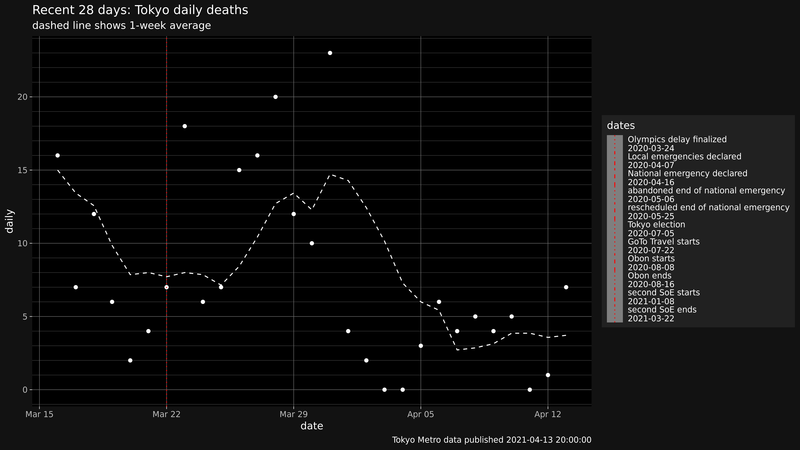 Recent 28 days: Tokyo daily deaths
dashed line shows 1-week average
20
15
10
5
0
daily
Mar 15
Mar 22
Mar 29
Apr 05
Apr 12
date
Tokyo Metro data published 2021-04-13 20:00:00
dates
Olympics delay finalized
2020-03-24
Local emergencies declared
2020-04-07
National emergency declared
2020-04-16
abandoned end of national emergency
2020-05-06
rescheduled end of national emergency
2020-05-25
Tokyo election
2020-07-05
GoTo Travel starts
2020-07-22
Obon starts
2020-08-08
Obon ends
2020-08-16
second SoE starts
2021-01-08
second SoE ends
2021-03-22